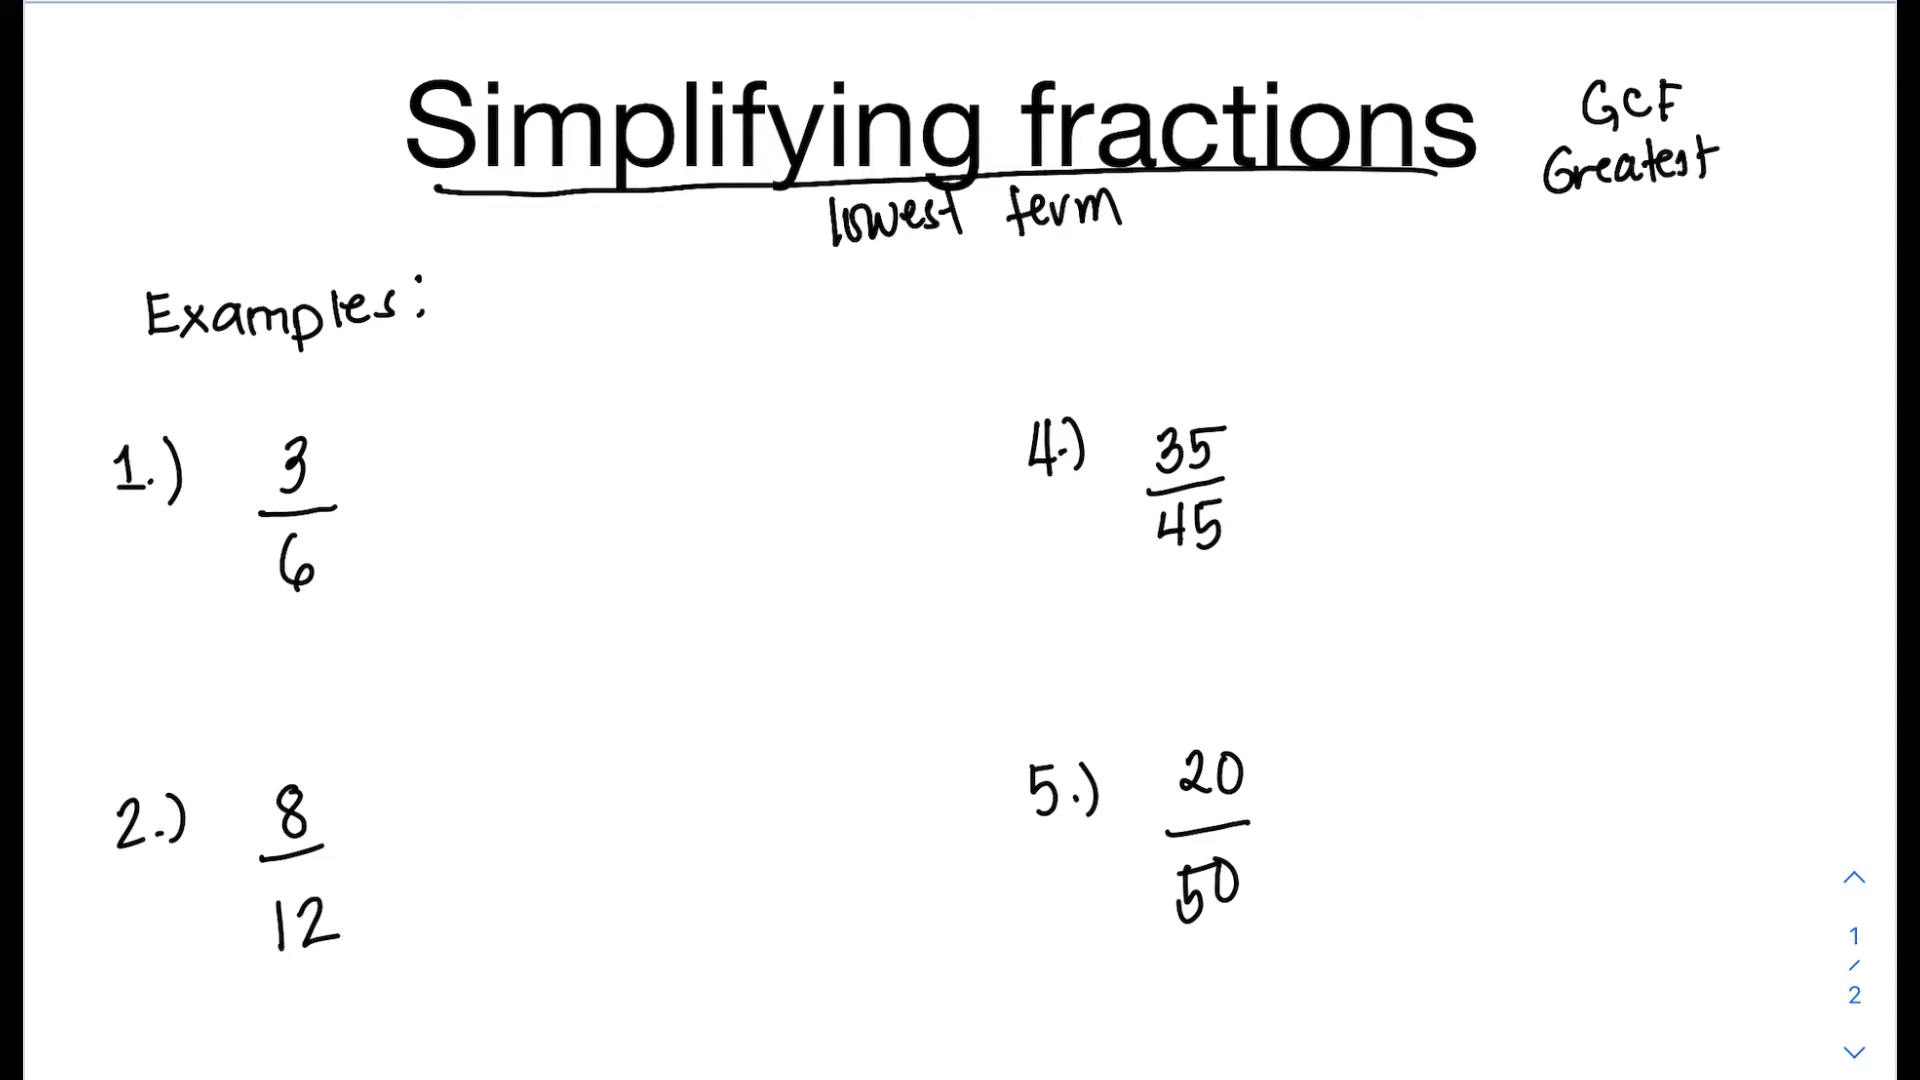 Simplifying fractions
GCF
Greatest
lowest term
Examples:
1.) 3/6
4.) 35/45
2.) 8/12
5.) 20/50
1
/
2